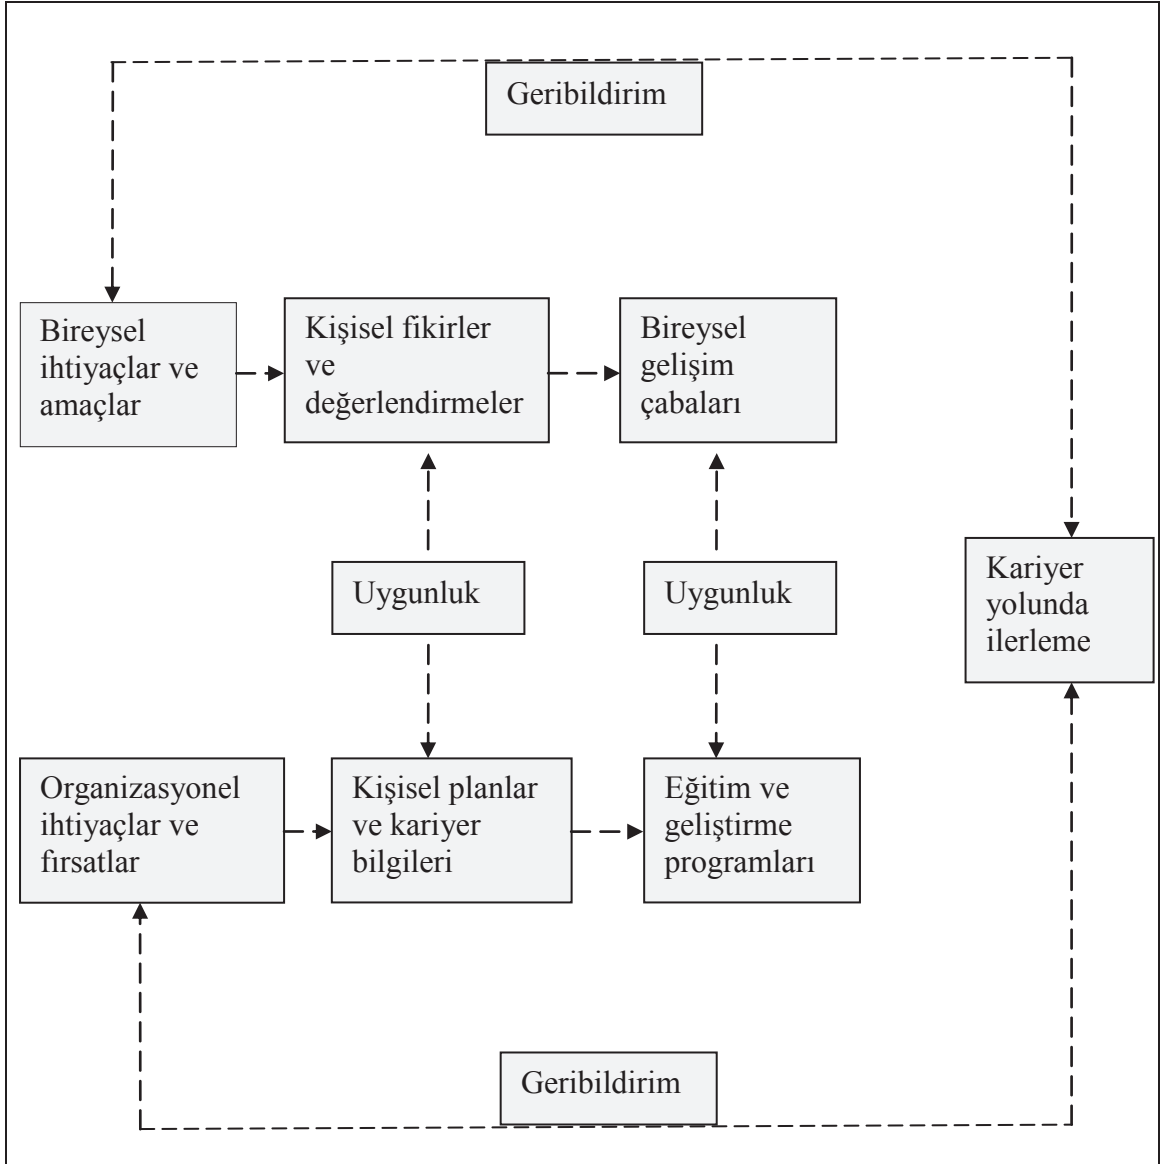 Geribildirim
Bireysel
ihtiyaçlar ve
amaçlar
Kişisel fikirler
ve
değerlendirmeler
Bireysel
gelişim
çabaları
Uygunluk
Uygunluk
Kariyer
yolunda
ilerleme
Organizasyonel
ihtiyaçlar ve
fırsatlar
Kişisel planlar
ve kariyer
bilgileri
Eğitim ve
geliştirme
programları
Geribildirim